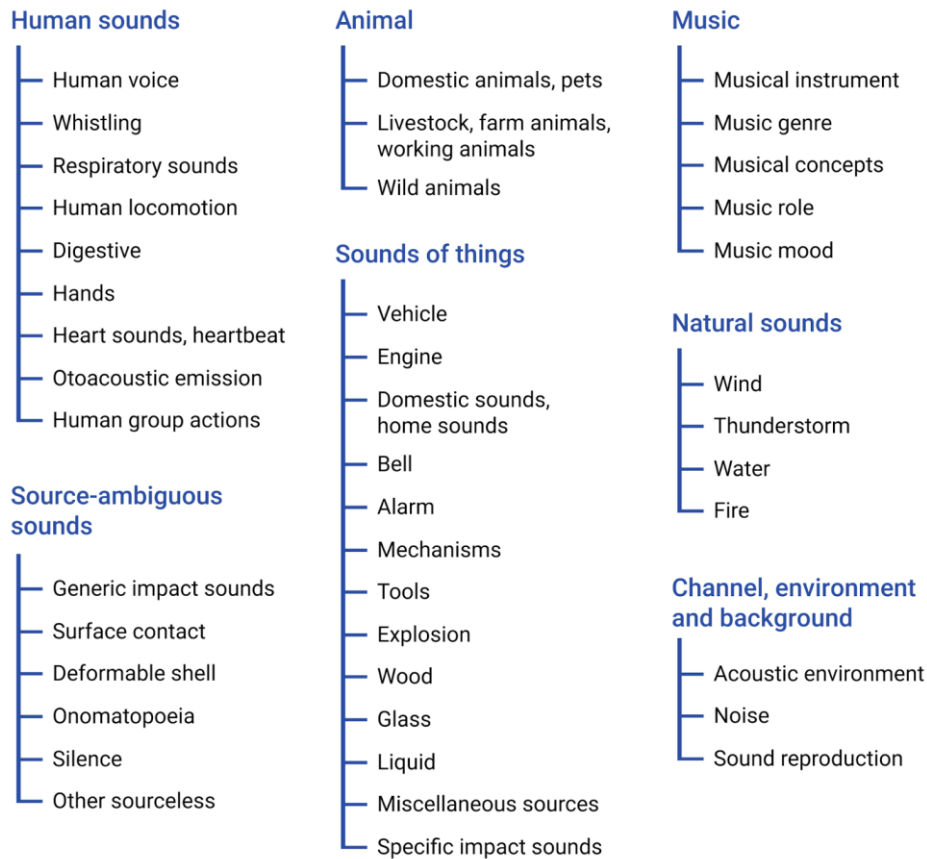 Human sounds
Human voice
Whistling
Respiratory sounds
Human locomotion
Digestive
Hands
Heart sounds, heartbeat
Otoacoustic emission
Human group actions
Source-ambiguous
sounds
Generic impact sounds
Surface contact
Deformable shell
Onomatopoeia
Silence
Other sourceless
Animal
Domestic animals, pets
Livestock, farm animals,
working animals
Wild animals
Sounds of things
Vehicle
Engine
Domestic sounds,
home sounds
Bell
Alarm
Mechanisms
Tools
Explosion
Wood
Glass
Liquid
Miscellaneous sources
Specific impact sounds
Music
Musical instrument
Music genre
Musical concepts
Music role
Music mood
Natural sounds
Wind
Thunderstorm
Water
Fire
Channel, environment
and background
Acoustic environment
Noise
Sound reproduction